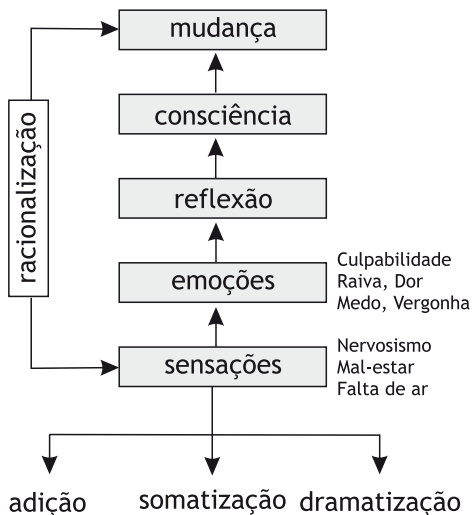 mudança
consciência
racionalização
reflexão
emoções
Culpabilidade
Raiva, Dor
Medo, Vergonha
sensações
Nervosismo
Mal-estar
Falta de ar
adição
somatização
dramatização